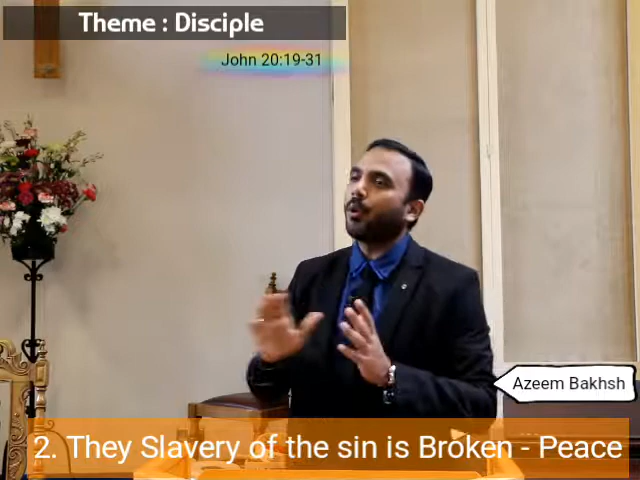 Theme : Disciple
John 20:19-31
Azeem Bakhsh
2. They Slavery of the sin is Broken - Peace